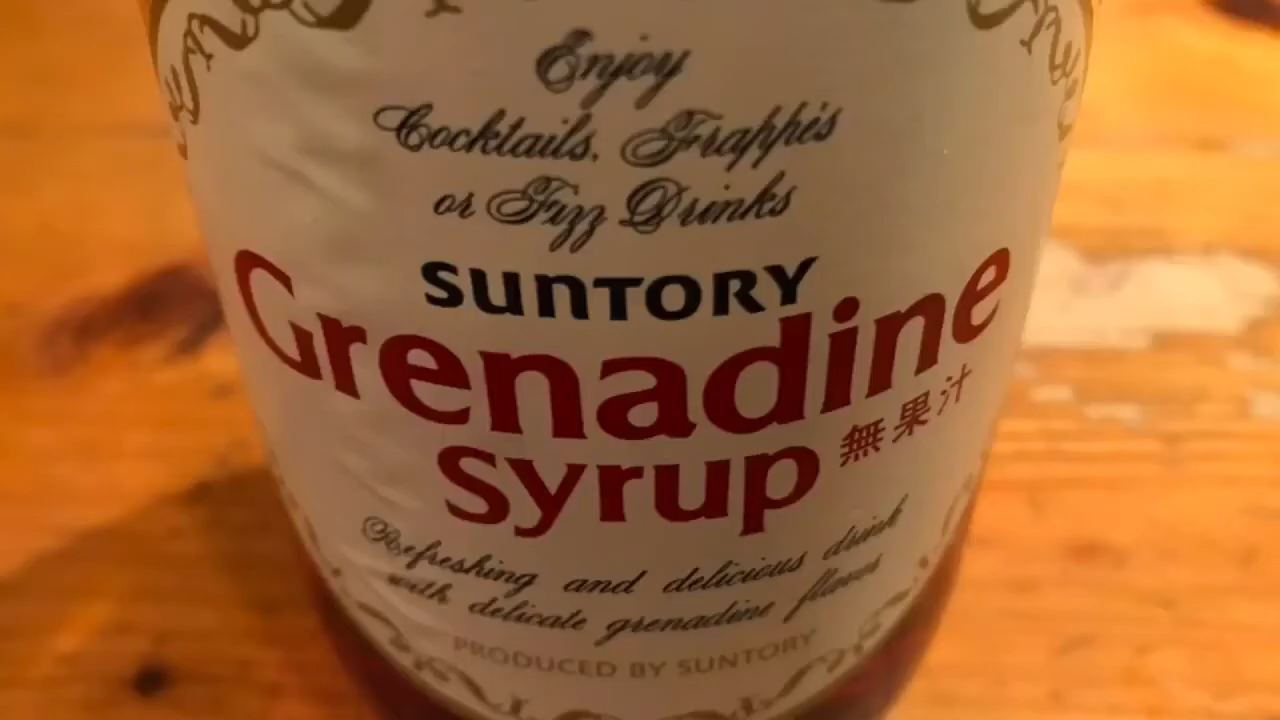 Enjoy
Cocktails, Frappés
or Fizz Drinks
SUNTORY
Grenadine
syrup 無果汁
Refreshing and delicious drink
with delicate grenadine flavor
PRODUCED BY SUNTORY